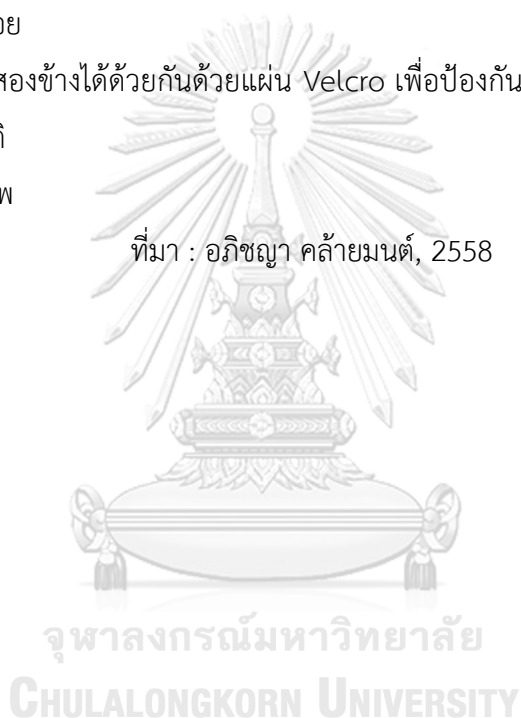 อย
สองข้างได้ด้วยกันด้วยแผ่น Velcro เพื่อป้องกัน
ติ
พ
ที่มา : อภิชญา คล้ายมนต์, 2558
จุฬาลงกรณ์มหาวิทยาลัย
CHULALONGKORN UNIVERSITY